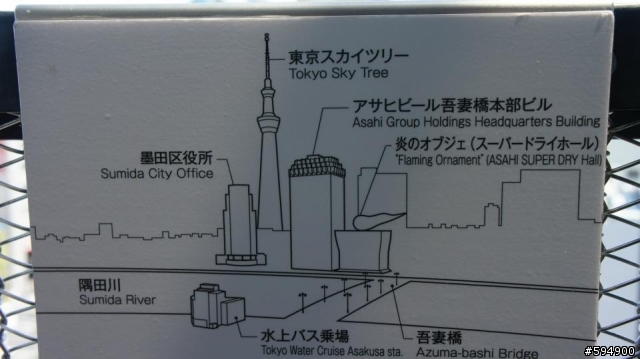 東京スカイツリー
Tokyo Sky Tree
アサヒビール吾妻橋本部ビル
Asahi Group Holdings Headquarters Building
炎のオブジェ（スーパードライホール）
"Flaming Ornament" (ASAHI SUPER DRY Hall)
墨田区役所
Sumida City Office
隅田川
Sumida River
水上バス乗場
Tokyo Water Cruise Asakusa sta.
吾妻橋
Azuma-bashi Bridge
#594900